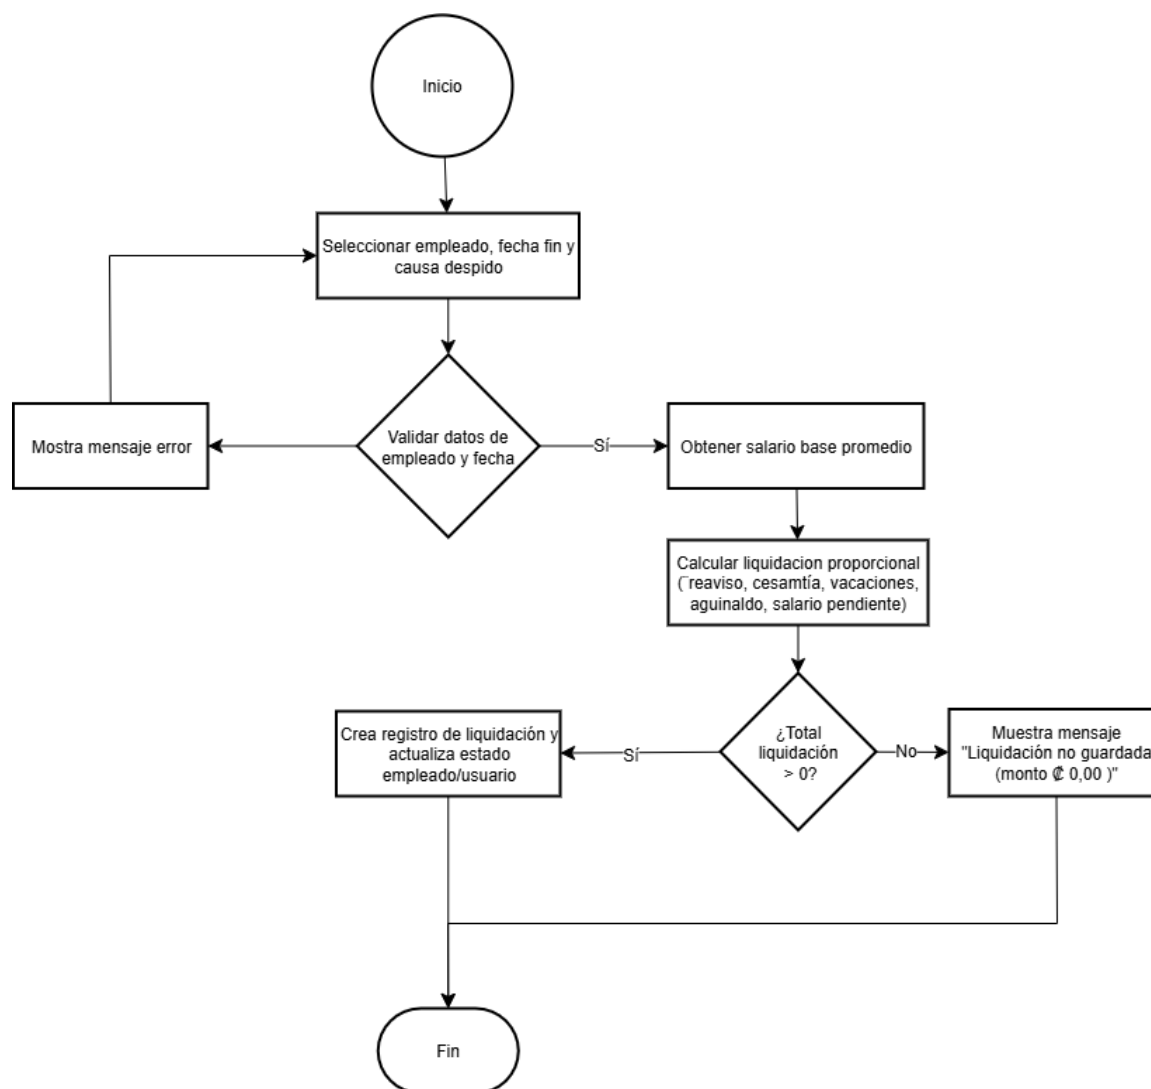 Inicio
Seleccionar empleado, fecha fin y
causa despido
Validar datos de
empleado y fecha
Mostra mensaje error
Sí
Obtener salario base promedio
Calcular liquidacion proporcional
(¨reaviso, cesamtía, vacaciones,
aguinaldo, salario pendiente)
¿Total
liquidación
> 0?
Sí
Crea registro de liquidación y
actualiza estado
empleado/usuario
No
Muestra mensaje
"Liquidación no guardada
(monto ₡ 0,00 )"
Fin